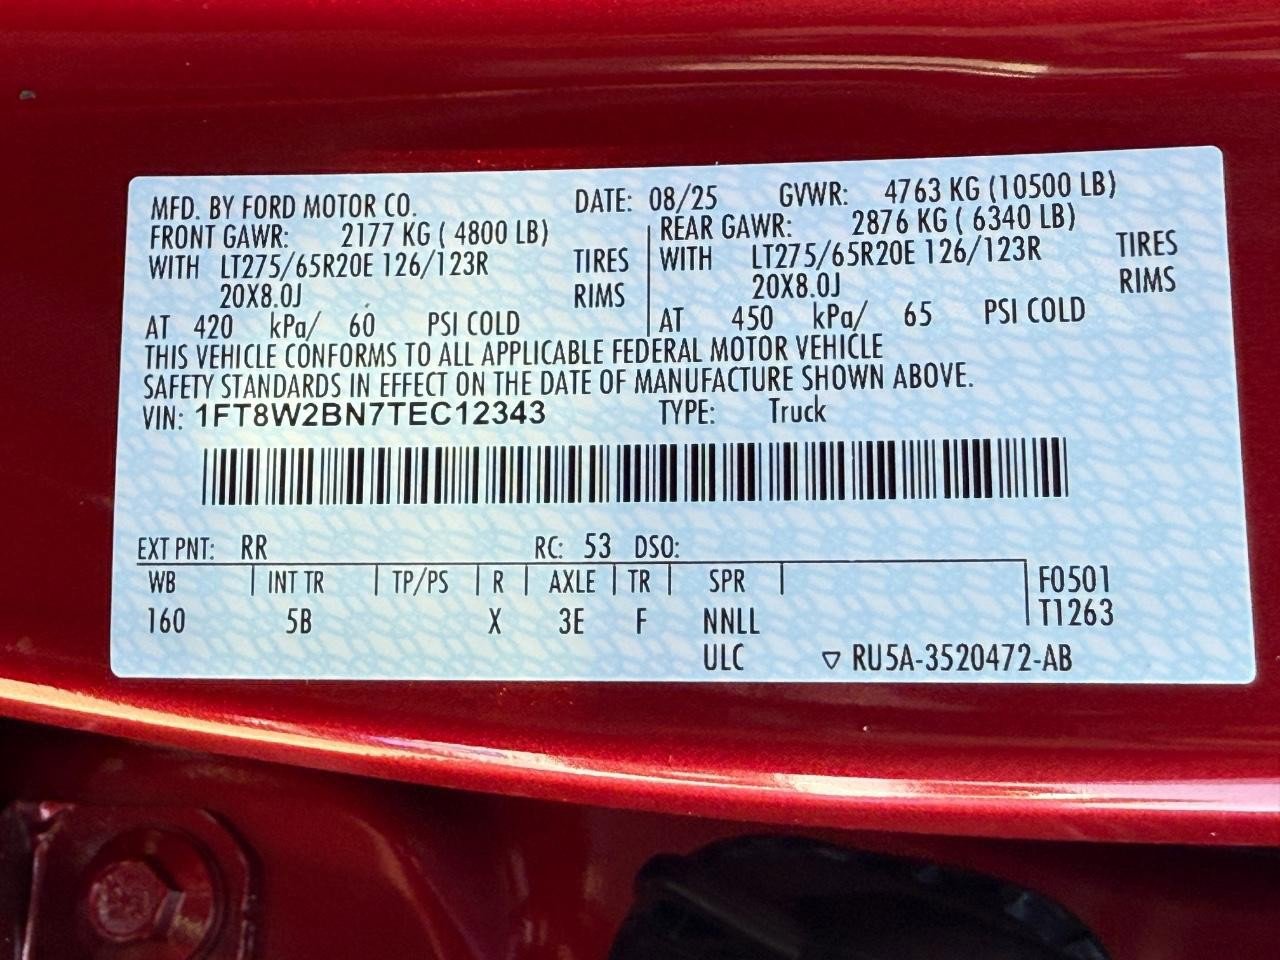 MFD. BY FORD MOTOR CO. DATE: 08/25 GVWR: 4763 KG (10500 LB)
FRONT GAWR: 2177 KG ( 4800 LB) REAR GAWR: 2876 KG ( 6340 LB)
WITH LT275/65R20E 126/123R TIRES WITH LT275/65R20E 126/123R TIRES
20X8.0J RIMS 20X8.0J RIMS
AT 420 kPa/ 60 PSI COLD AT 450 kPa/ 65 PSI COLD
THIS VEHICLE CONFORMS TO ALL APPLICABLE FEDERAL MOTOR VEHICLE
SAFETY STANDARDS IN EFFECT ON THE DATE OF MANUFACTURE SHOWN ABOVE.
VIN: 1FT8W2BN7TEC12343 TYPE: Truck
EXT PNT: RR RC: 53 DSO:
WB INT TR TP/PS R AXLE TR SPR F0501
160 5B X 3E F NNLL T1263
ULC ▽ RU5A-3520472-AB